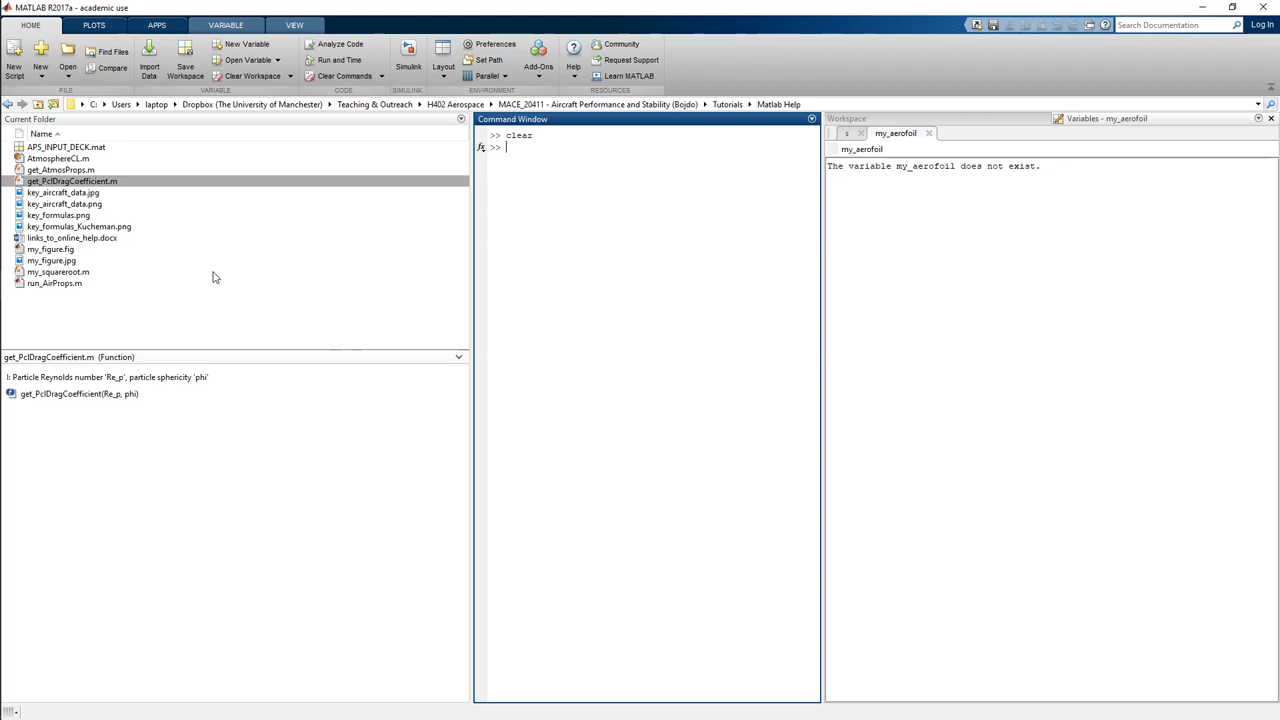 MATLAB R2017a - academic use
HOME PLOTS APPS VARIABLE VIEW Search Documentation Log In
New Script
New
Open
Find Files
Compare
Import Data
Save Workspace
New Variable
Open Variable
Clear Workspace
Analyze Code
Run and Time
Clear Commands
Simulink
Layout
Preferences
Set Path
Parallel
Add-Ons
Help
Community
Request Support
Learn MATLAB
FILE VARIABLE CODE SIMULINK ENVIRONMENT RESOURCES
C: Users laptop Dropbox (The University of Manchester) Teaching & Outreach H402 Aerospace MACE_20411 - Aircraft Performance and Stability (Bojdo) Tutorials Matlab Help
Current Folder
Name
APS_INPUT_DECK.mat
AtmosphereCL.m
get_AtmosProps.m
get_PclDragCoefficient.m
key_aircraft_data.jpg
key_aircraft_data.png
key_formulas.png
key_formulas_Kucheman.png
links_to_online_help.docx
my_figure.fig
my_figure.jpg
my_squareroot.m
run_AirProps.m
get_PclDragCoefficient.m (Function)
I: Particle Reynolds number 'Re_p', particle sphericity 'phi'
get_PclDragCoefficient(Re_p, phi)
Command Window
>> clear
fx >>
Workspace
Variables - my_aerofoil
s my_aerofoil
my_aerofoil
The variable my_aerofoil does not exist.